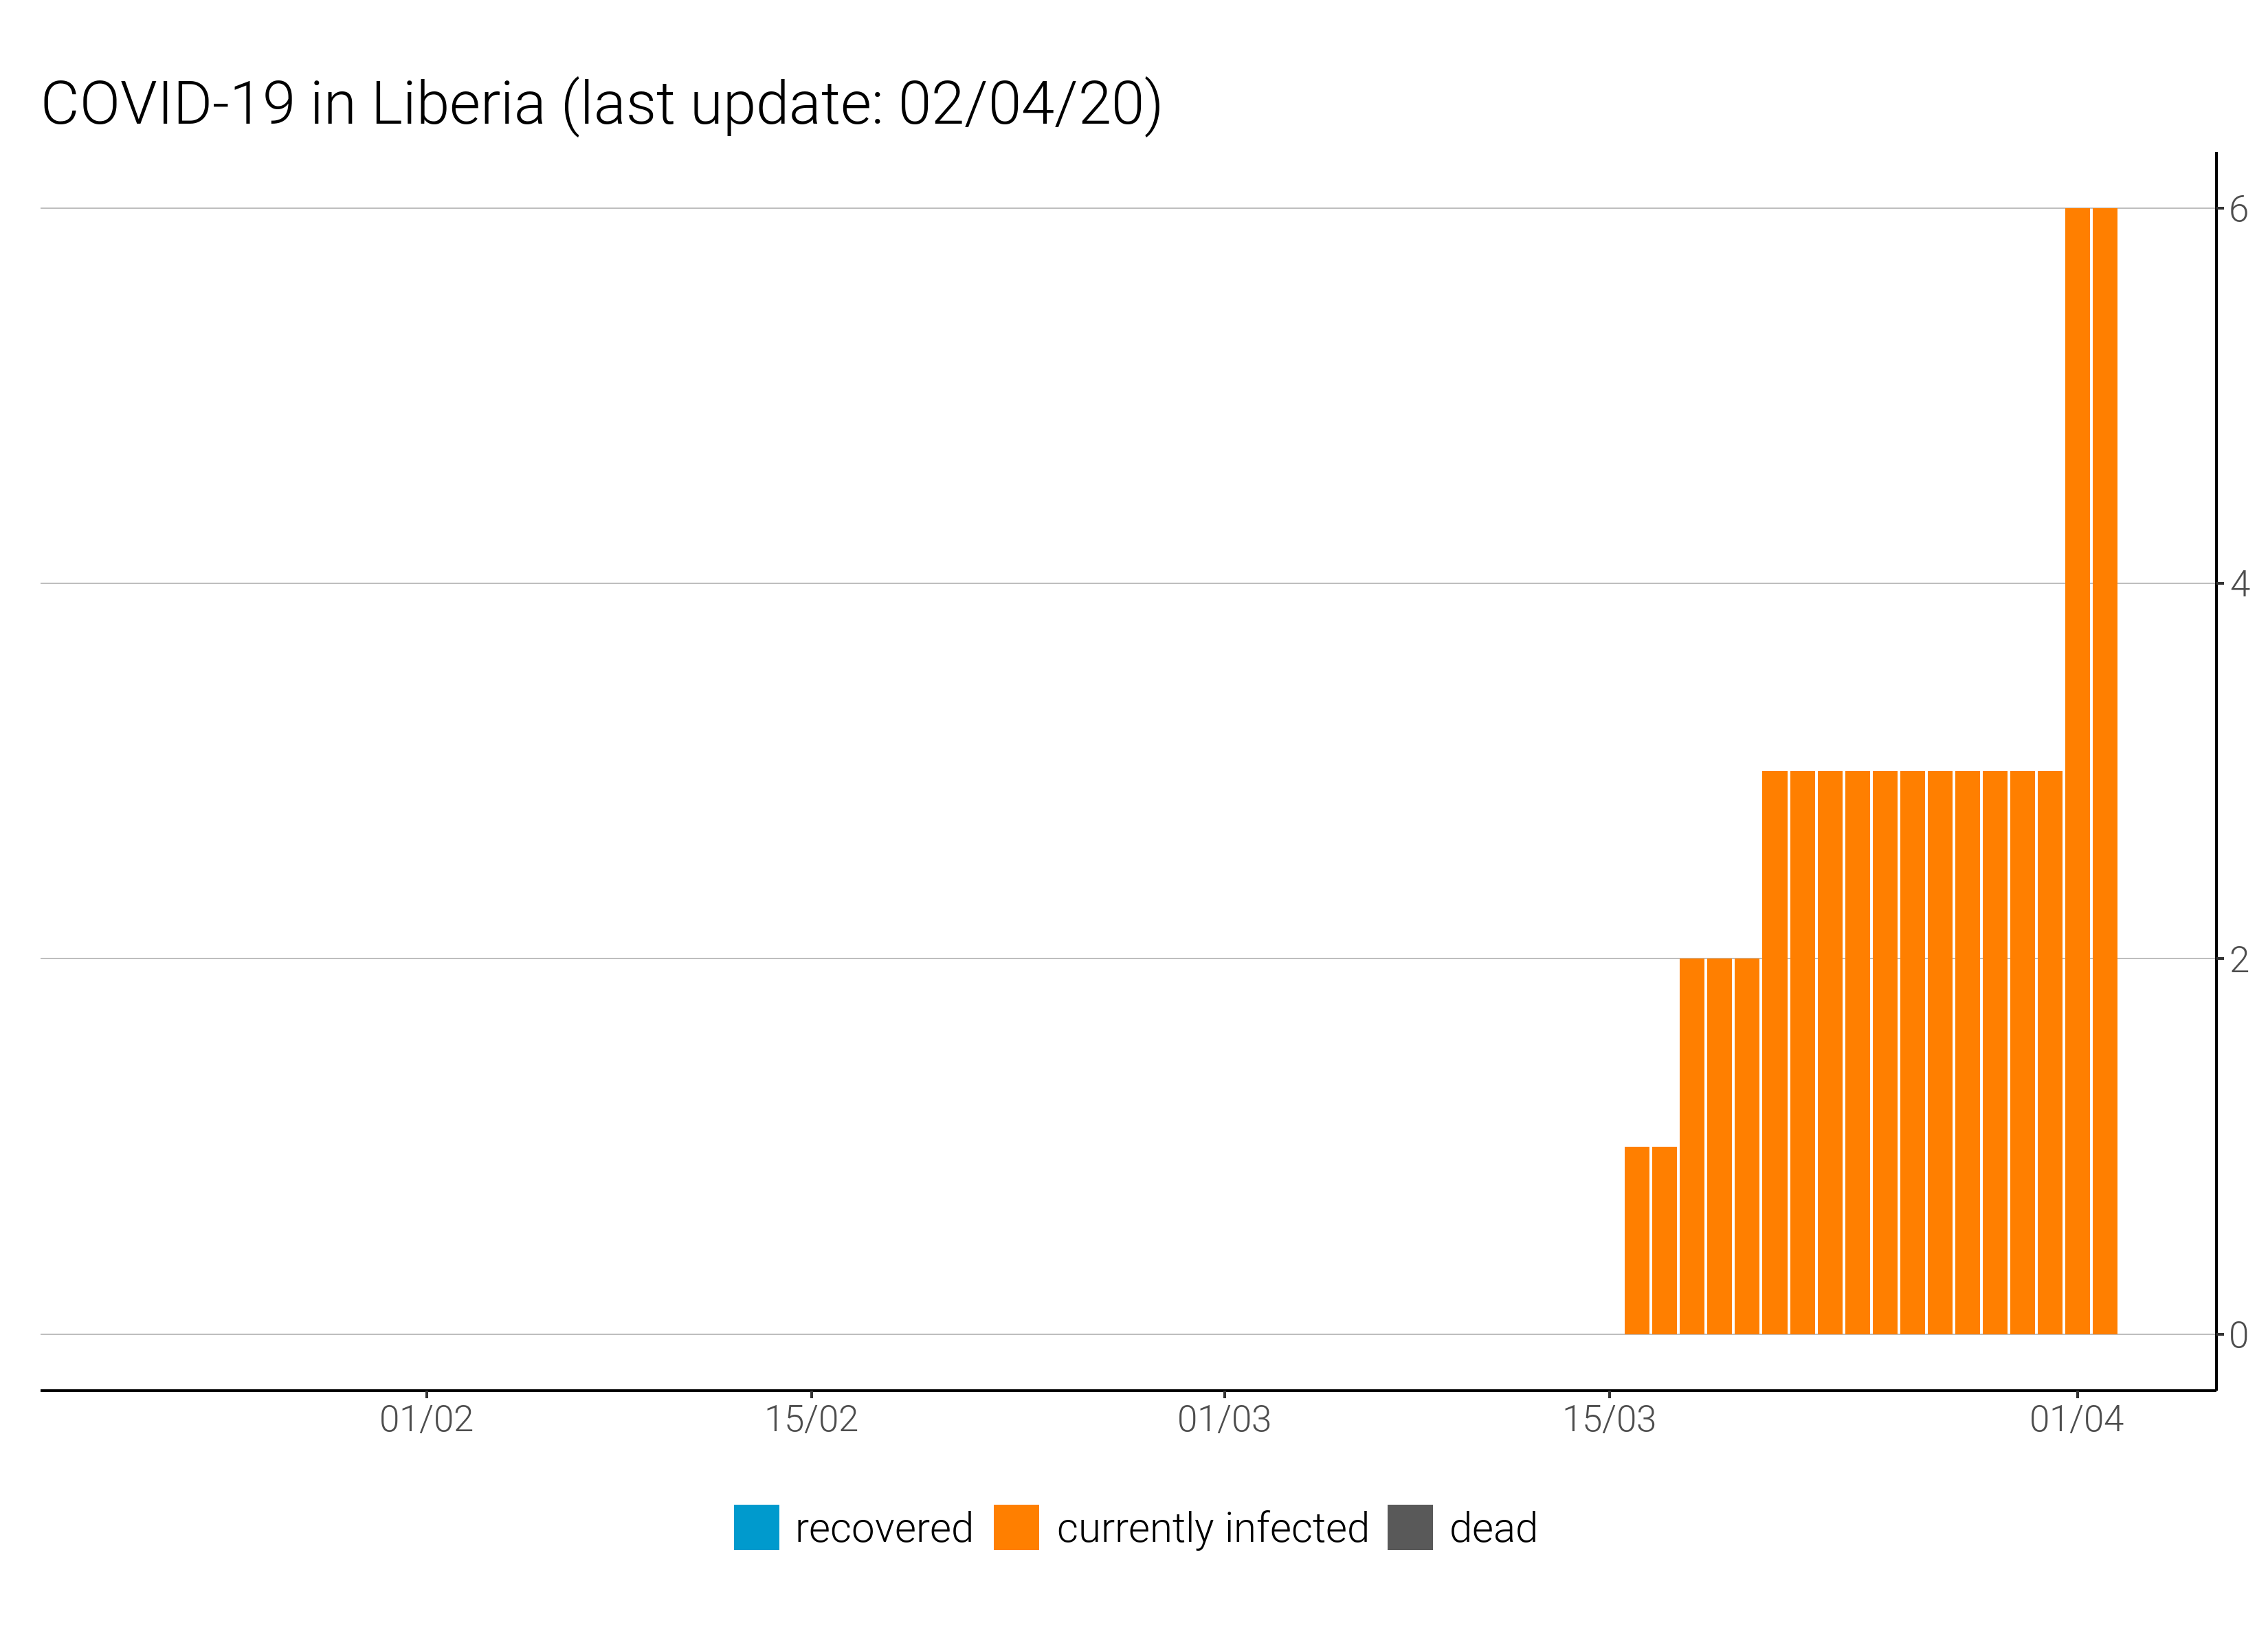 COVID-19 in Liberia (last update: 02/04/20)
6
4
2
0
01/02 15/02 01/03 15/03 01/04
recovered currently infected dead